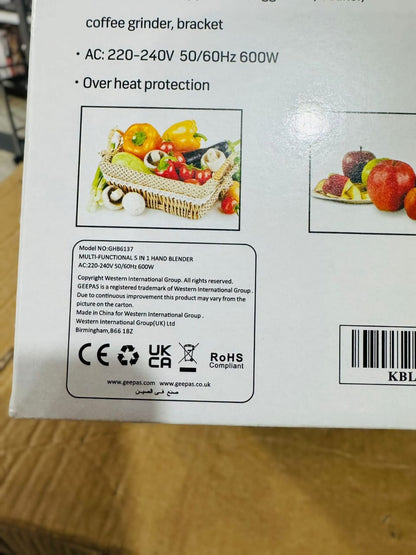 coffee grinder, bracket
• AC: 220-240V 50/60Hz 600W
• Over heat protection
Model NO:GHB6137
MULTI-FUNCTIONAL 5 IN 1 HAND BLENDER
AC:220-240V 50/60Hz 600W
Copyright Western International Group. All rights reserved.
GEEPAS is a registered trademark of Western International Group .
Due to continuous improvement this product may vary from the
picture on the carton.
Made in China for Western International Group .
Western International Group(UK) Ltd
Birmingham,B66 1BZ
CE
UK
CA
RoHS
Compliant
www.geepas.com www.geepas.co.uk
صنع في الصين
KBL